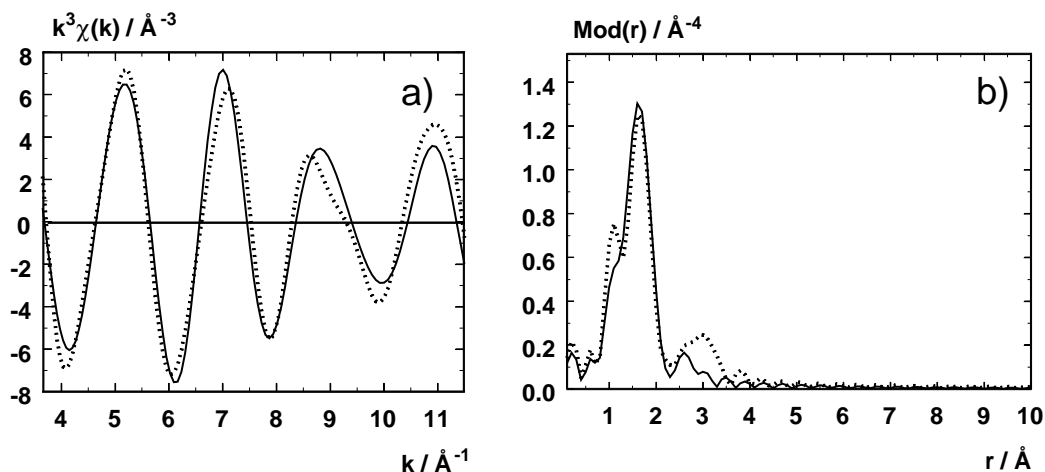 k³χ(k) / Å⁻³
a)
8
6
4
2
0
-2
-4
-6
-8
4 5 6 7 8 9 10 11
k / Å⁻¹
Mod(r) / Å⁻⁴
b)
1.4
1.2
1.0
0.8
0.6
0.4
0.2
0.0
1 2 3 4 5 6 7 8 9 10
r / Å